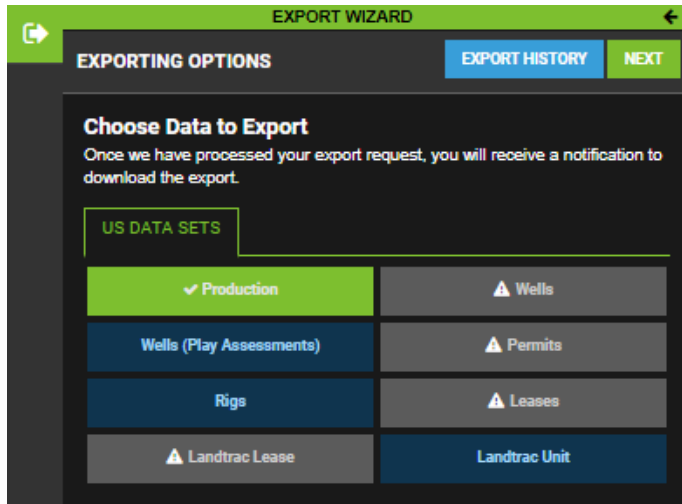 EXPORT WIZARD
EXPORTING OPTIONS
EXPORT HISTORY
NEXT
Choose Data to Export
Once we have processed your export request, you will receive a notification to
download the export.
US DATA SETS
Production
Wells
Wells (Play Assessments)
Permits
Rigs
Leases
Landtrac Lease
Landtrac Unit